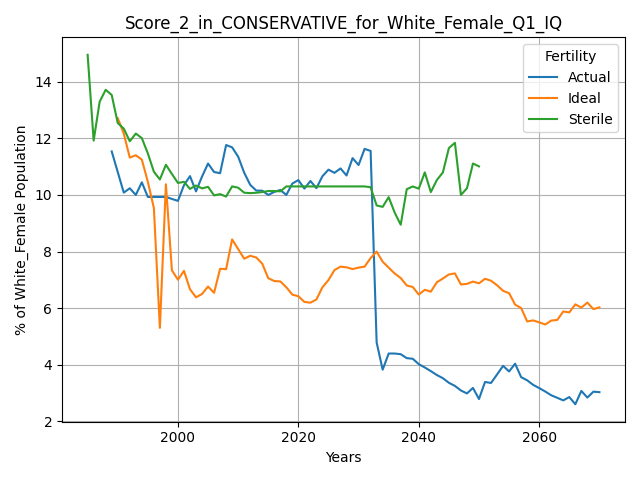 Score_2_in_CONSERVATIVE_for_White_Female_Q1_IQ
Fertility
Actual
Ideal
Sterile
% of White_Female Population
14
12
10
8
6
4
2
2000 2020 2040 2060
Years